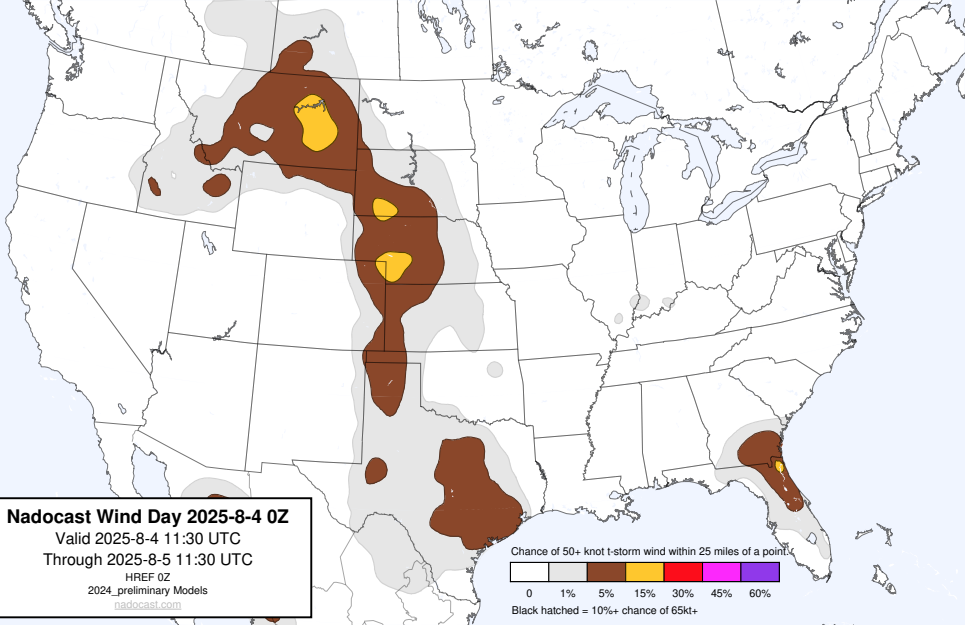 Nadocast Wind Day 2025-8-4 0Z
Valid 2025-8-4 11:30 UTC
Through 2025-8-5 11:30 UTC
HREF 0Z
2024_preliminary Models
nadocast.com
Chance of 50+ knot t-storm wind within 25 miles of a point.
0 1% 5% 15% 30% 45% 60%
Black hatched = 10%+ chance of 65kt+